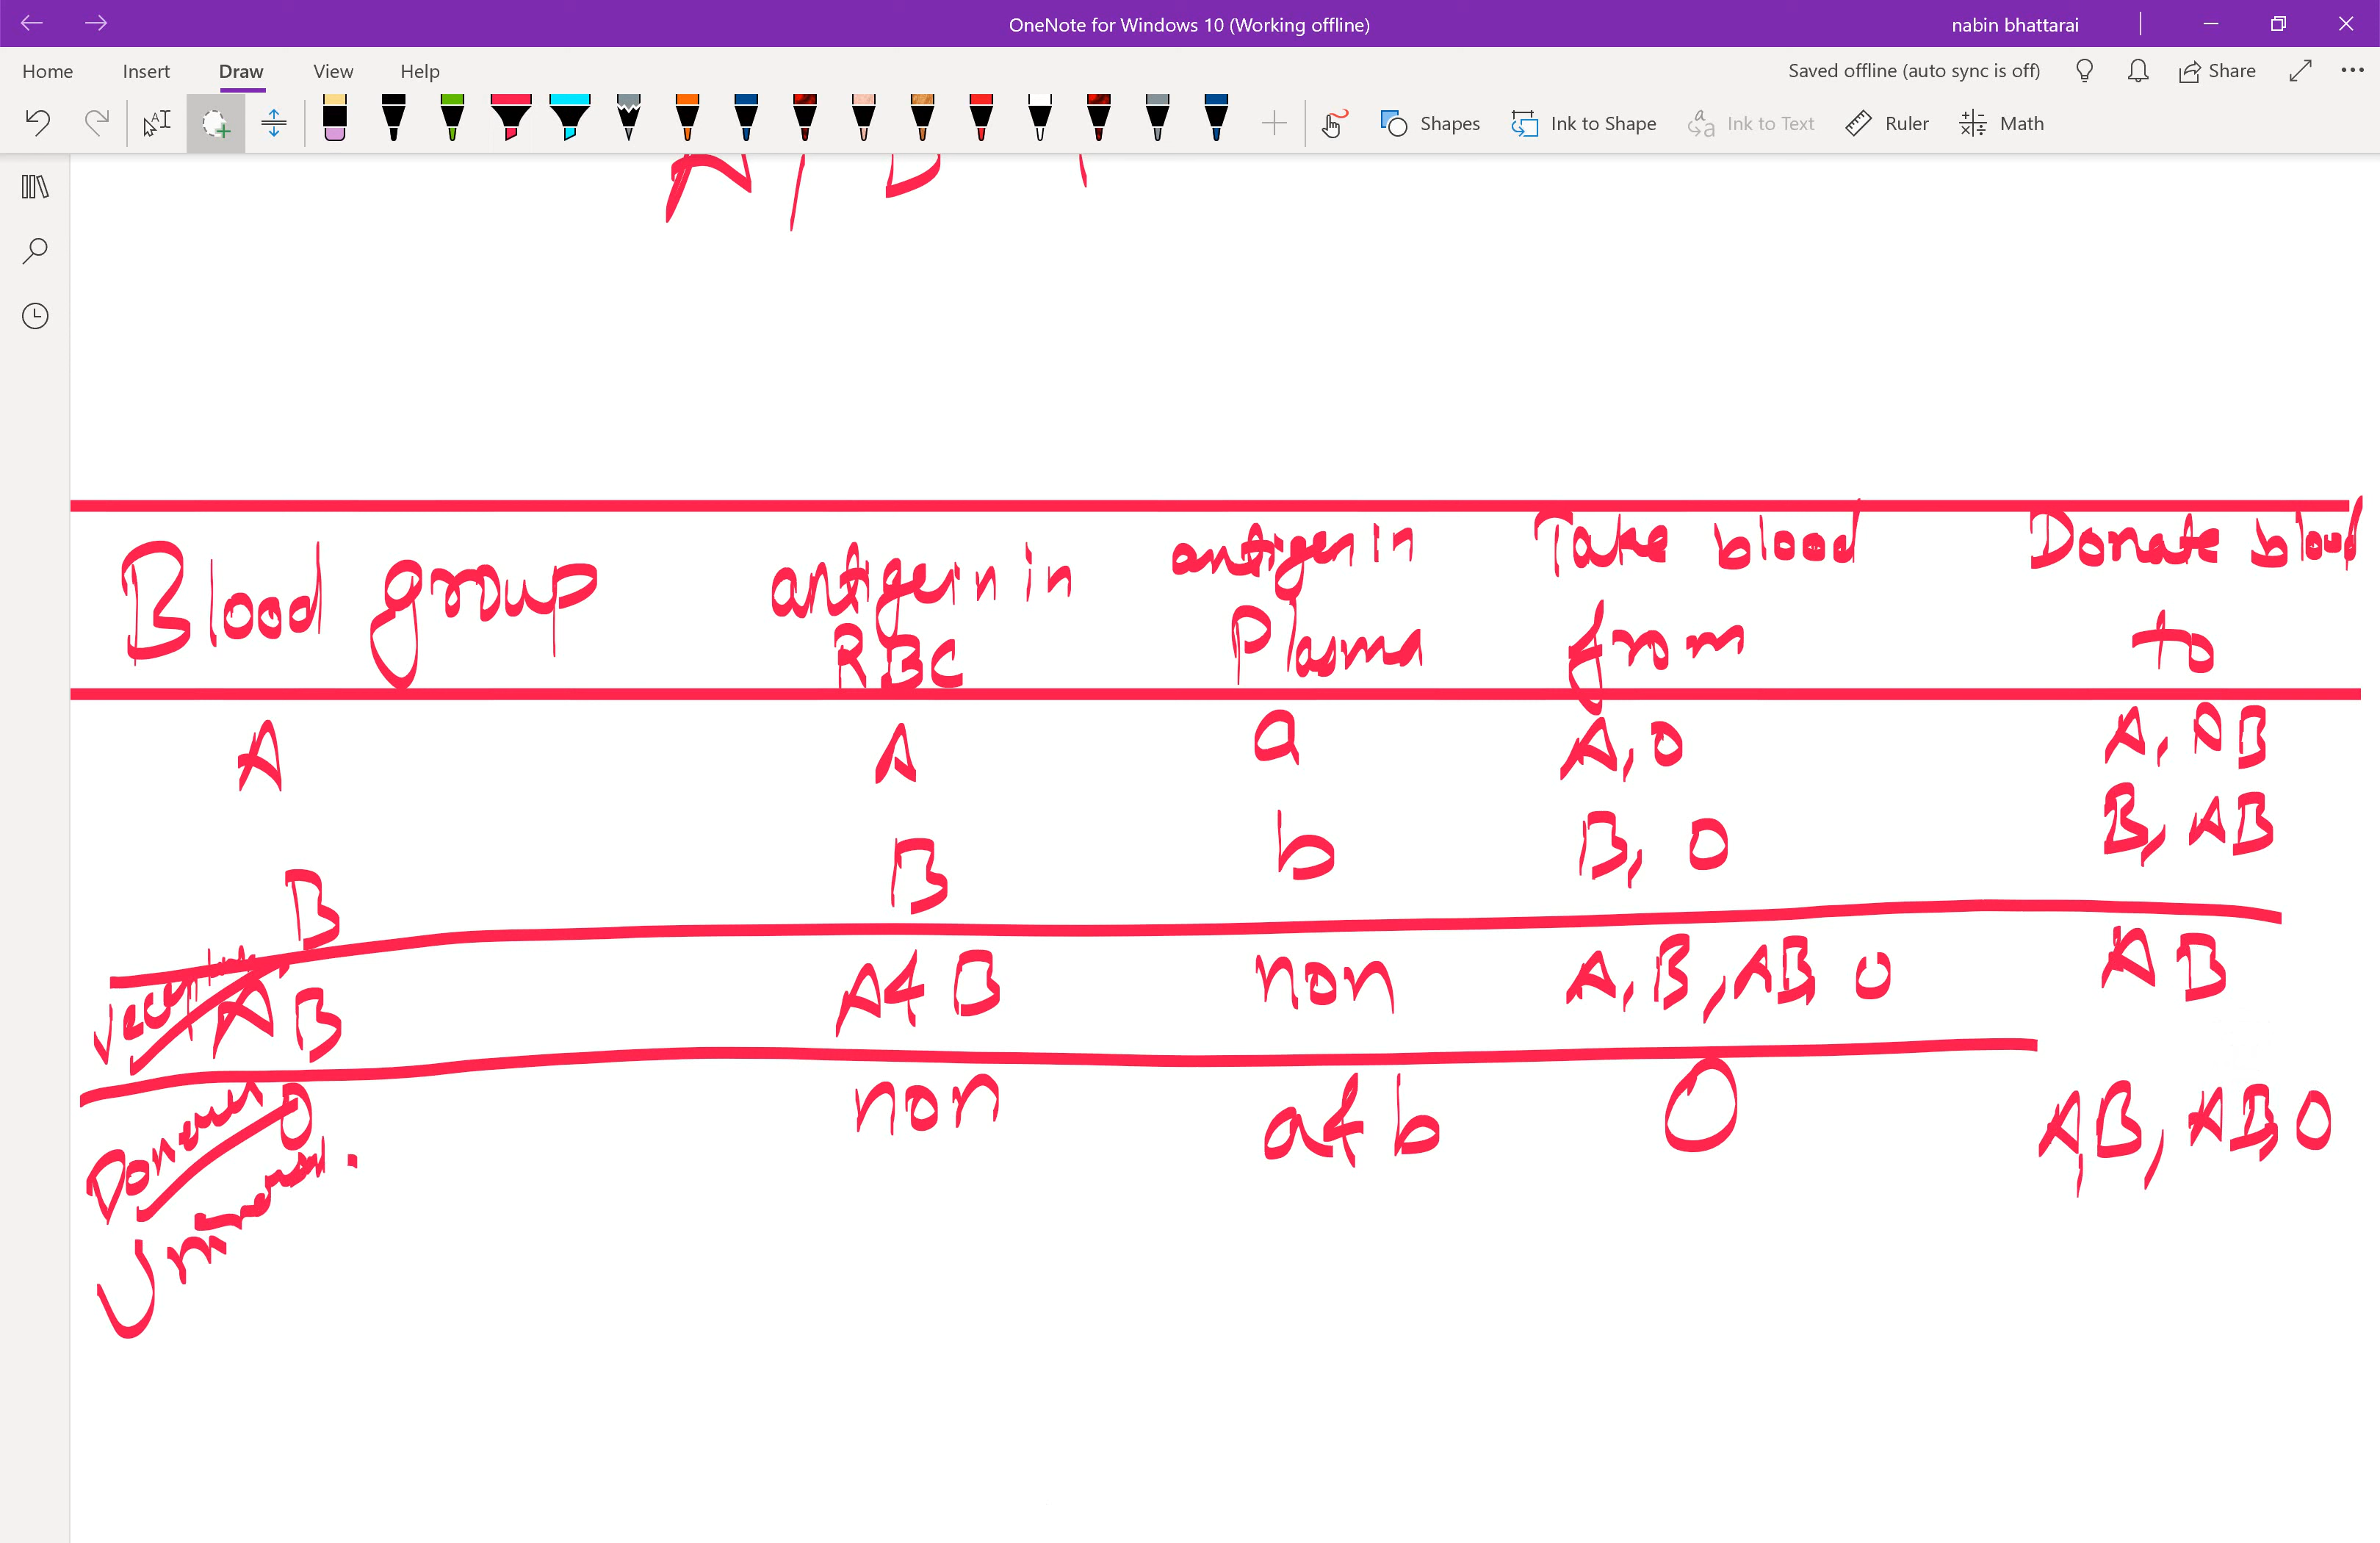 OneNote for Windows 10 (Working offline)
nabin bhattarai
Home Insert Draw View Help
Saved offline (auto sync is off)
Share
Shapes
Ink to Shape
Ink to Text
Ruler
Math
Blood group
antigen in
RBC
antigen in
Plasma
Take blood
from
Donate blood
to
A A a A, O A, AB
B B b B, O B, AB
AB A & B non A, B, AB, O AB
O non a & b O A, B, AB, O